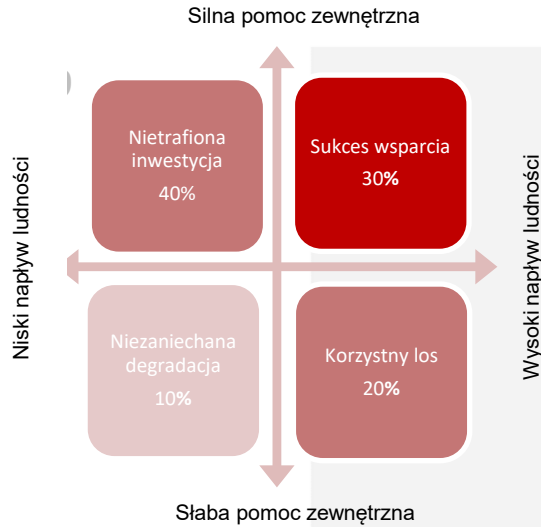 Silna pomoc zewnętrzna
Nietrafiona
inwestycja
40%
Sukces wsparcia
30%
Niski napływ ludności
Wysoki napływ ludności
Niezaniechana
degradacja
10%
Korzystny los
20%
Słaba pomoc zewnętrzna